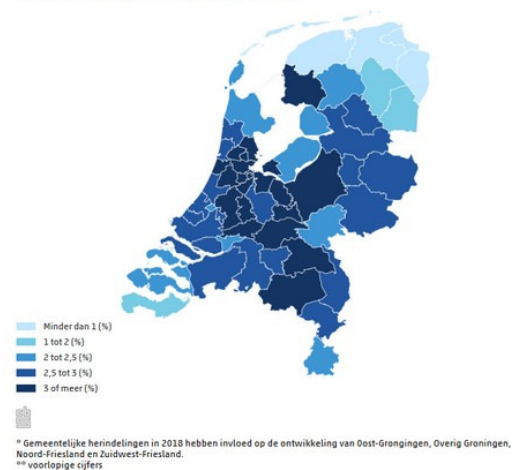 Minder dan 1 (%)
1 tot 2 (%)
2 tot 2,5 (%)
2,5 tot 3 (%)
3 of meer (%)
* Gemeentelijke herindelingen in 2018 hebben invloed op de ontwikkeling van Oost-Grongingen, Overig Groningen,
Noord-Friesland en Zuidwest-Friesland.
** voorlopige cijfers